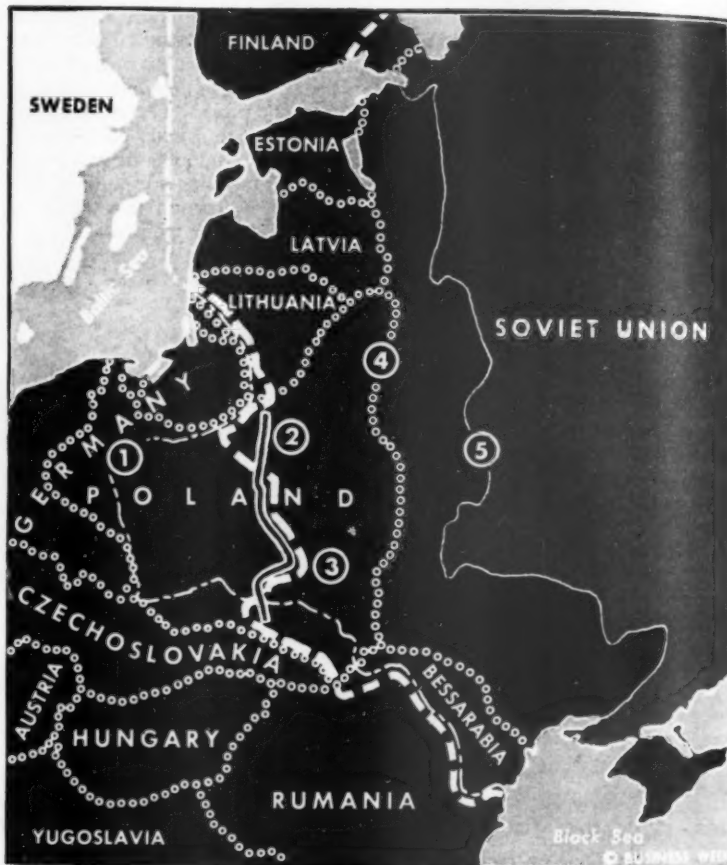 FINLAND
SWEDEN
ESTONIA
LATVIA
Baltic Sea
LITHUANIA
SOVIET UNION
4
GERMANY
1
2
5
POLAND
3
CZECHOSLOVAKIA
BESSARABIA
AUSTRIA
HUNGARY
RUMANIA
YUGOSLAVIA
Black Sea
© BUSINESS